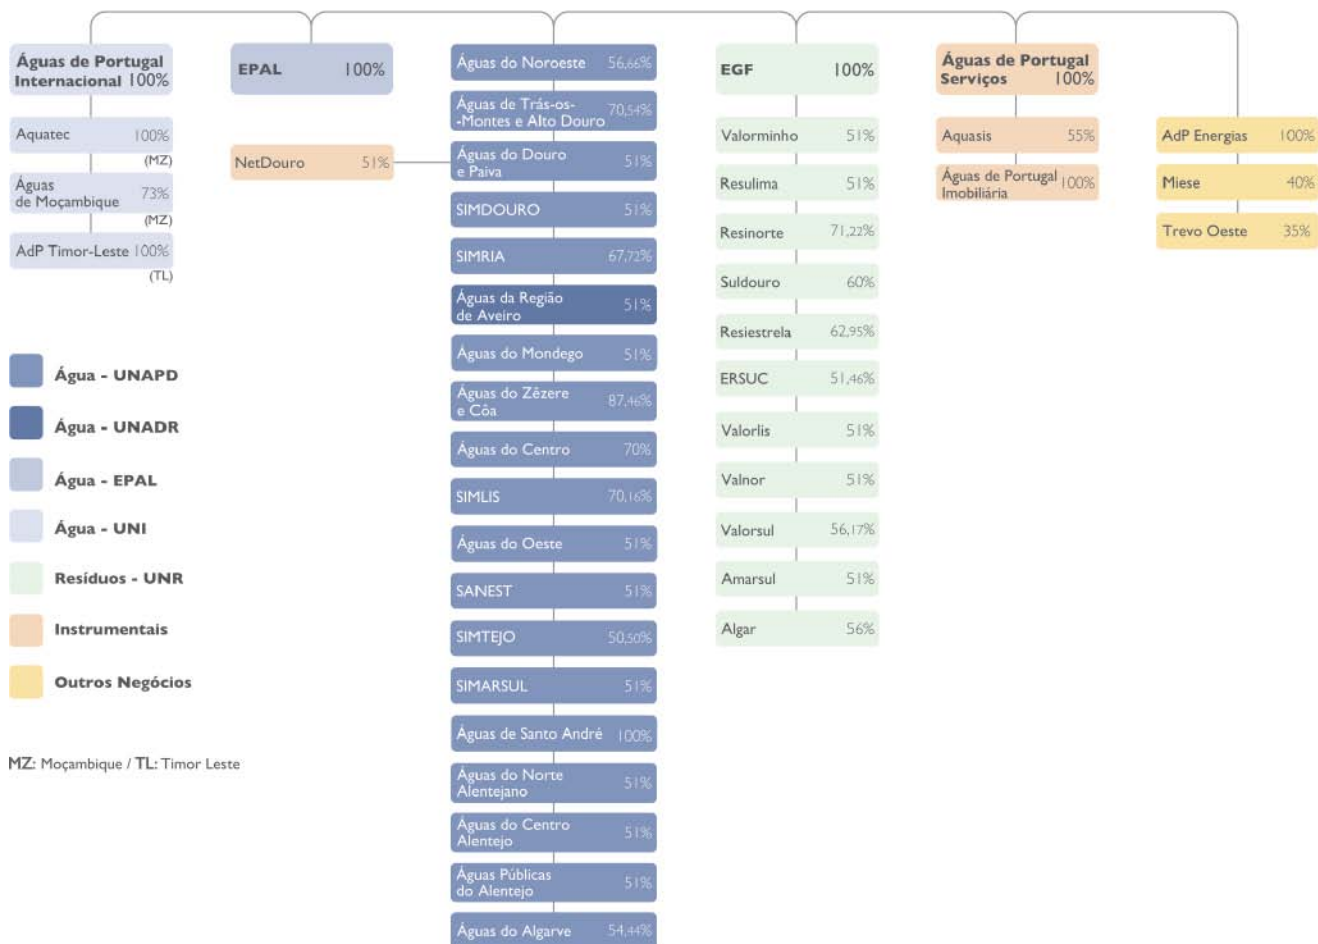 Águas de Portugal
Internacional 100%
Aquatec 100%
(MZ)
Águas
de Moçambique 73%
(MZ)
AdP Timor-Leste 100%
(TL)
EPAL 100%
NetDouro 51%
Águas do Noroeste 56,66%
Águas de Trás-os-
-Montes e Alto Douro 70,54%
Águas do Douro
e Paiva 51%
SIMDOURO 51%
SIMRIA 67,72%
Águas da Região
de Aveiro 51%
Águas do Mondego 51%
Águas do Zêzere
e Côa 87,46%
Águas do Centro 70%
SIMLIS 70,16%
Águas do Oeste 51%
SANEST 51%
SIMTEJO 50,50%
SIMARSUL 51%
Águas de Santo André 100%
Águas do Norte
Alentejano 51%
Águas do Centro
Alentejo 51%
Águas Públicas
do Alentejo 51%
Águas do Algarve 54,44%
EGF 100%
Valorminho 51%
Resulima 51%
Resinorte 71,22%
Suldouro 60%
Resiestrela 62,95%
ERSUC 51,46%
Valorlis 51%
Valnor 51%
Valorsul 56,17%
Amarsul 51%
Algar 56%
Águas de Portugal
Serviços 100%
Aquasis 55%
Águas de Portugal
Imobiliária 100%
AdP Energias 100%
Miese 40%
Trevo Oeste 35%
Água - UNAPD
Água - UNADR
Água - EPAL
Água - UNI
Resíduos - UNR
Instrumentais
Outros Negócios
MZ: Moçambique / TL: Timor Leste